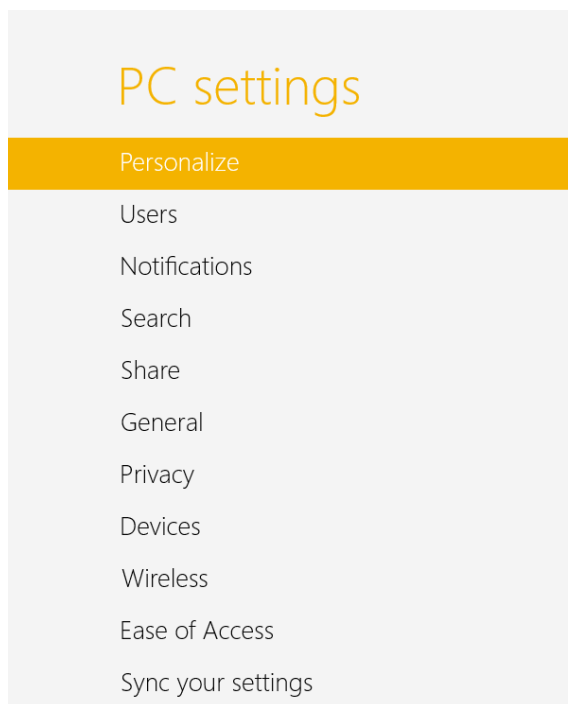 PC settings
Personalize
Users
Notifications
Search
Share
General
Privacy
Devices
Wireless
Ease of Access
Sync your settings